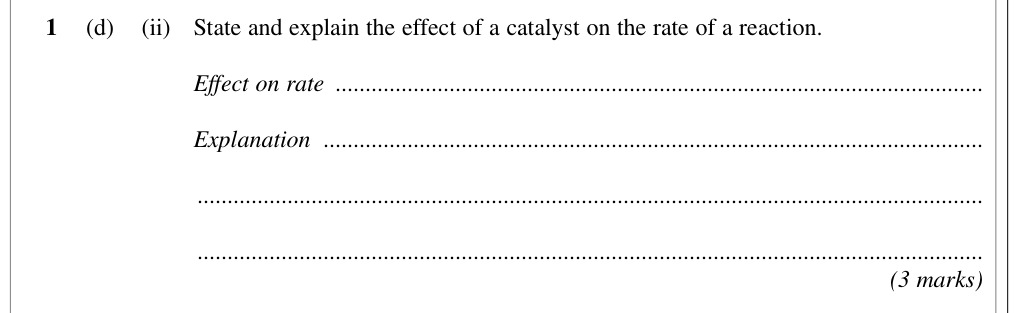 1 (d) (ii) State and explain the effect of a catalyst on the rate of a reaction.
Effect on rate ............................................................................................................
Explanation ..............................................................................................................
...................................................................................................................................
...................................................................................................................................
(3 marks)